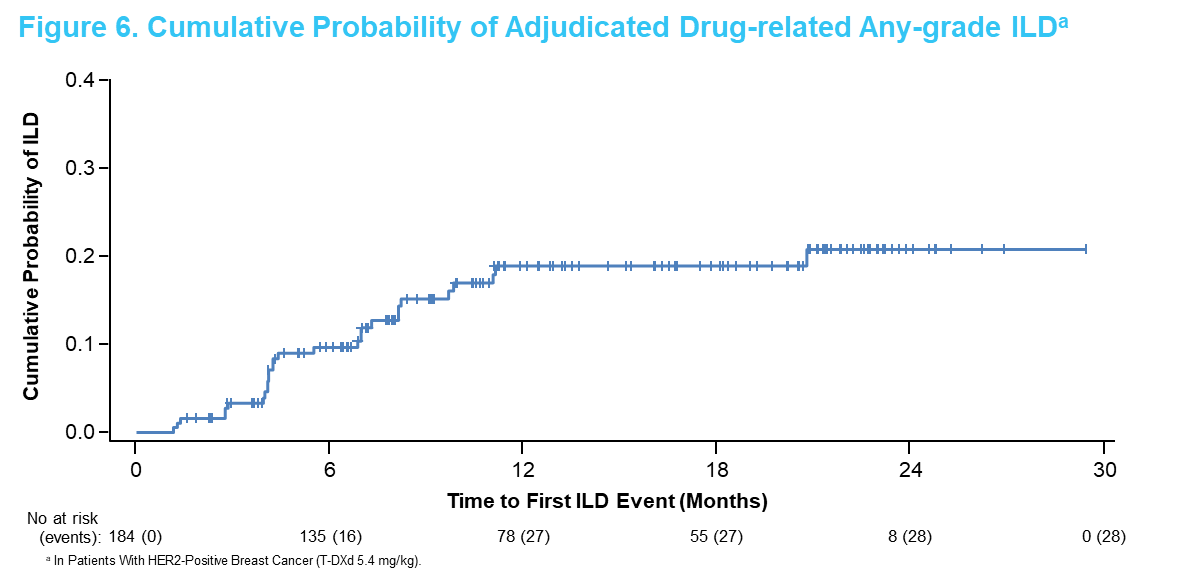 Figure 6. Cumulative Probability of Adjudicated Drug-related Any-grade ILDᵃ
Cumulative Probability of ILD
0.4
0.3
0.2
0.1
0.0
0 6 12 18 24 30
Time to First ILD Event (Months)
No at risk
(events): 184 (0) 135 (16) 78 (27) 55 (27) 8 (28) 0 (28)
ᵃ In Patients With HER2-Positive Breast Cancer (T-DXd 5.4 mg/kg).